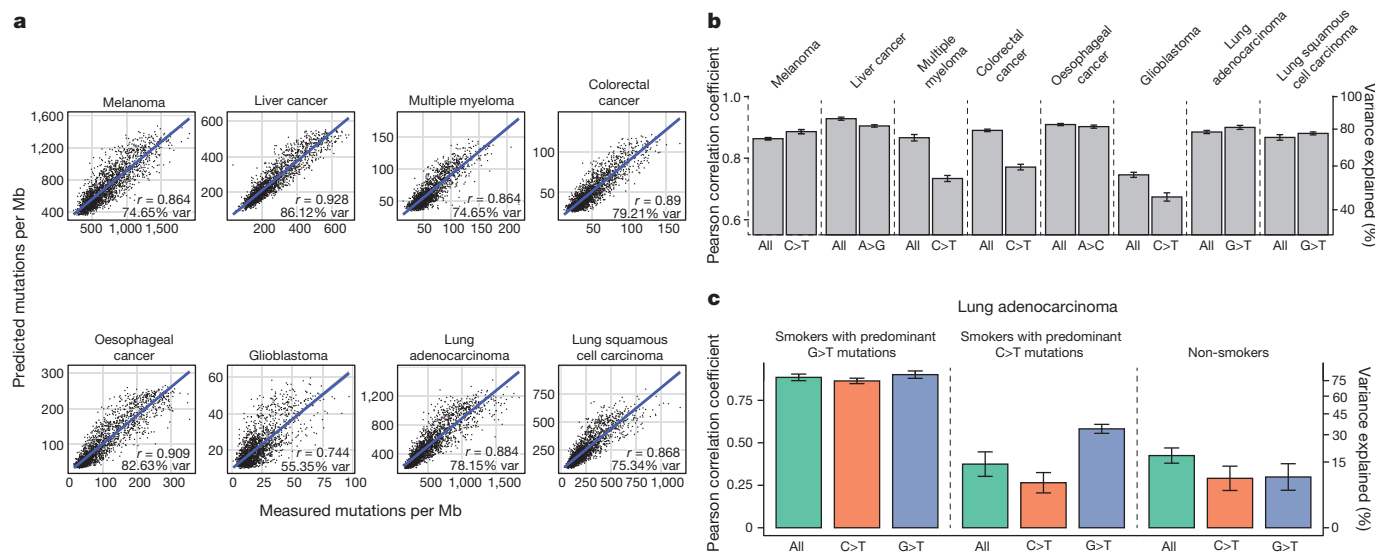 a
Predicted mutations per Mb
Melanoma
1,600
1,200
800
400
r = 0.864
74.65% var
500 1,000 1,500
Liver cancer
600
400
200
r = 0.928
86.12% var
200 400 600
Multiple myeloma
150
100
50
r = 0.864
74.65% var
50 100 150 200
Colorectal
cancer
100
50
r = 0.89
79.21% var
50 100 150
Oesophageal
cancer
300
200
100
r = 0.909
82.63% var
0 100 200 300
Glioblastoma
60
40
20
r = 0.744
55.35% var
0 25 50 75 100
Lung
adenocarcinoma
1,200
800
400
r = 0.884
78.15% var
0 500 1,000 1,500
Lung squamous
cell carcinoma
750
500
250
r = 0.868
75.34% var
0 250 500 1,000
Measured mutations per Mb
b
Melanoma
Liver cancer
Multiple
myeloma
Colorectal
cancer
Oesophageal
cancer
Glioblastoma
Lung
adenocarcinoma
Lung squamous
cell carcinoma
Pearson correlation coefficient
1.0
0.8
0.6
100
80
60
40
Variance explained (%)
All C>T All A>G All C>T All C>T All A>C All C>T All G>T All G>T
c
Lung adenocarcinoma
Smokers with predominant
G>T mutations
Smokers with predominant
C>T mutations
Non-smokers
Pearson correlation coefficient
0.75
0.50
0.25
0
75
60
45
30
15
0
Variance explained (%)
All C>T G>T All C>T G>T All C>T G>T